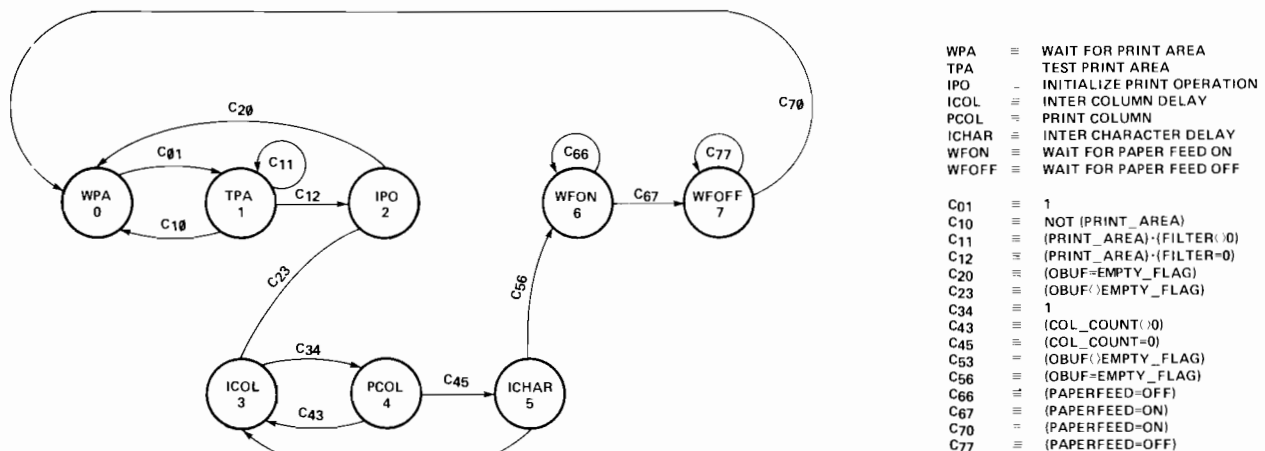 C70
C20
C01
C11
C12
C10
WPA
0
TPA
1
IPO
2
C66
C77
WFON
6
C67
WFOFF
7
C23
C56
C34
ICOL
3
PCOL
4
C45
ICHAR
5
C43
WPA ≡ WAIT FOR PRINT AREA
TPA TEST PRINT AREA
IPO - INITIALIZE PRINT OPERATION
ICOL ≡ INTER COLUMN DELAY
PCOL = PRINT COLUMN
ICHAR ≡ INTER CHARACTER DELAY
WFON ≡ WAIT FOR PAPER FEED ON
WFOFF ≡ WAIT FOR PAPER FEED OFF
C01 ≡ 1
C10 ≡ NOT (PRINT_AREA)
C11 ≡ (PRINT_AREA)·(FILTER<>0)
C12 ≡ (PRINT_AREA)·(FILTER=0)
C20 ≡ (OBUF=EMPTY_FLAG)
C23 ≡ (OBUF<>EMPTY_FLAG)
C34 ≡ 1
C43 ≡ (COL_COUNT<>0)
C45 ≡ (COL_COUNT=0)
C53 = (OBUF<>EMPTY_FLAG)
C56 ≡ (OBUF=EMPTY_FLAG)
C66 ≡ (PAPERFEED=OFF)
C67 ≡ (PAPERFEED=ON)
C70 = (PAPERFEED=ON)
C77 ≡ (PAPERFEED=OFF)